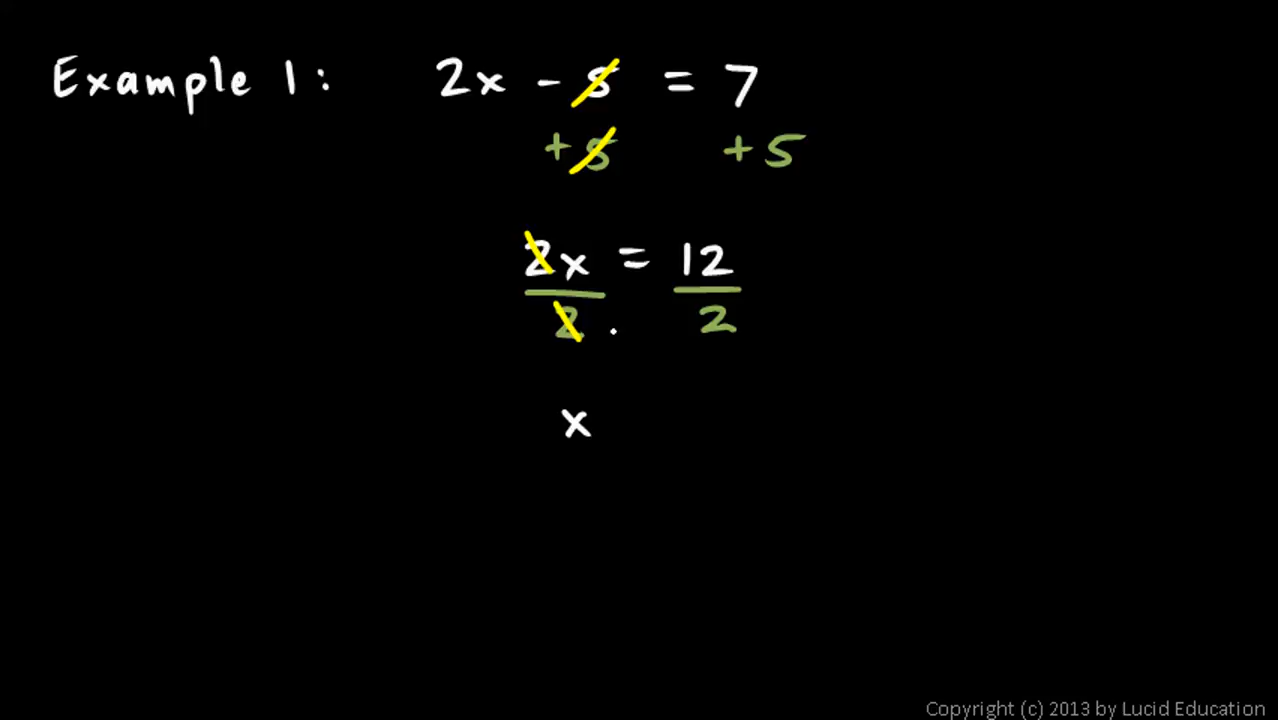 Example 1: 2x - 5 = 7
+ 5 + 5
2x = 12
2 2
x
Copyright (c) 2013 by Lucid Education